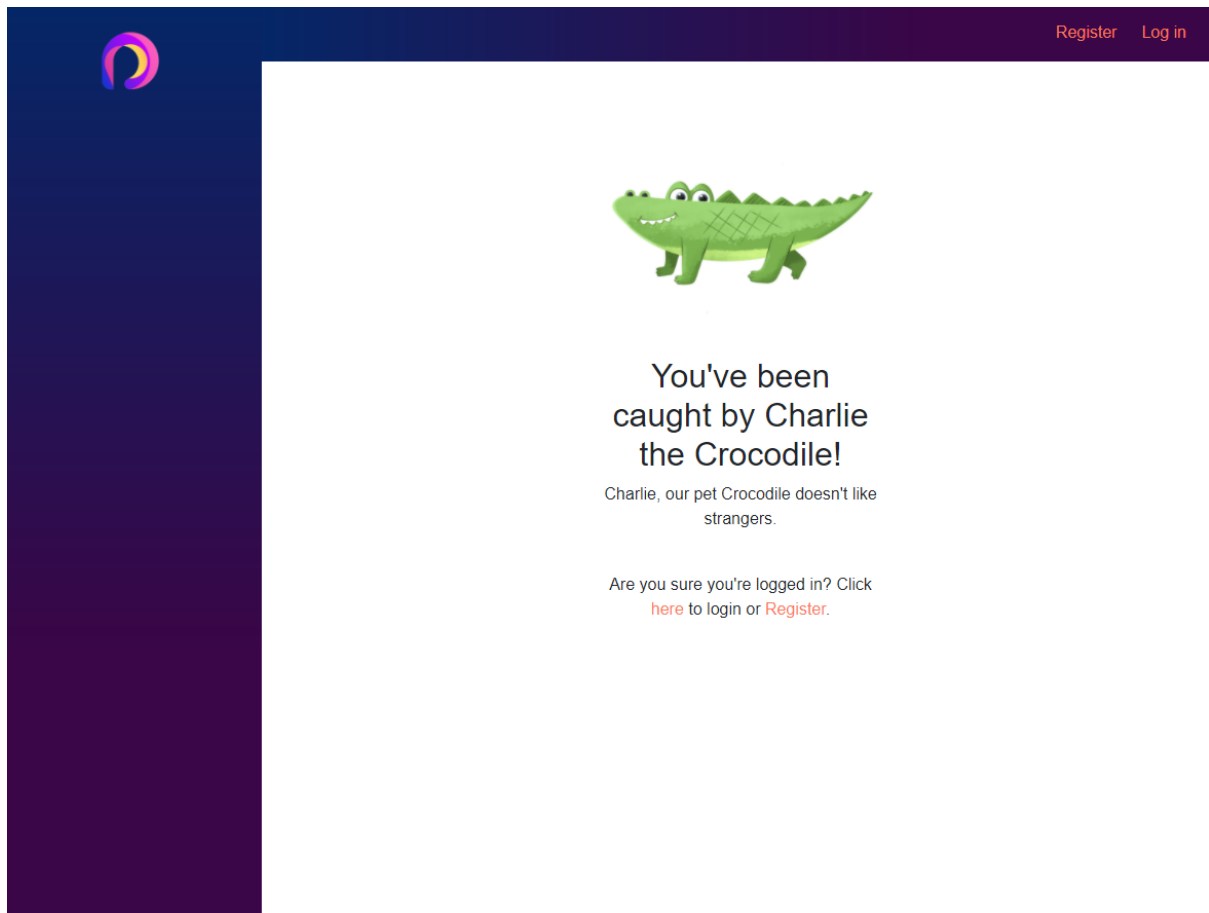 Register Log in
You've been
caught by Charlie
the Crocodile!
Charlie, our pet Crocodile doesn't like
strangers.
Are you sure you're logged in? Click
here to login or Register.